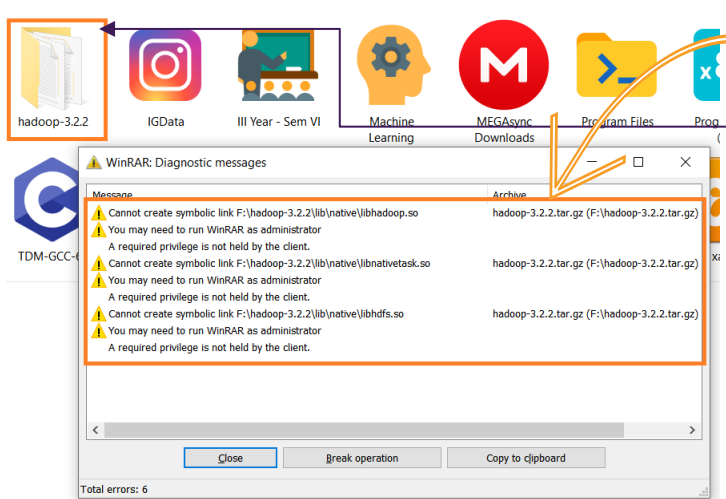 hadoop-3.2.2
IGData
III Year - Sem VI
Machine
Learning
MEGAsync
Downloads
Program Files
Prog
TDM-GCC-6
xa
WinRAR: Diagnostic messages
Message Archive
Cannot create symbolic link F:\hadoop-3.2.2\lib\native\libhadoop.so hadoop-3.2.2.tar.gz (F:\hadoop-3.2.2.tar.gz)
You may need to run WinRAR as administrator
A required privilege is not held by the client.
Cannot create symbolic link F:\hadoop-3.2.2\lib\native\libnativetask.so hadoop-3.2.2.tar.gz (F:\hadoop-3.2.2.tar.gz)
You may need to run WinRAR as administrator
A required privilege is not held by the client.
Cannot create symbolic link F:\hadoop-3.2.2\lib\native\libhdfs.so hadoop-3.2.2.tar.gz (F:\hadoop-3.2.2.tar.gz)
You may need to run WinRAR as administrator
A required privilege is not held by the client.
Close Break operation Copy to clipboard
Total errors: 6